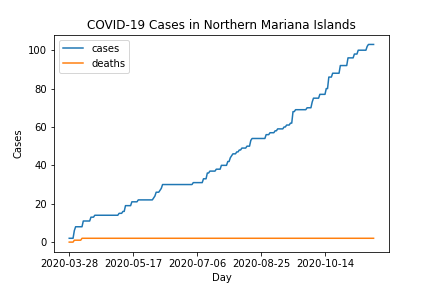 COVID-19 Cases in Northern Mariana Islands
cases
deaths
100
80
60
40
20
0
Cases
2020-03-28 2020-05-17 2020-07-06 2020-08-25 2020-10-14
Day